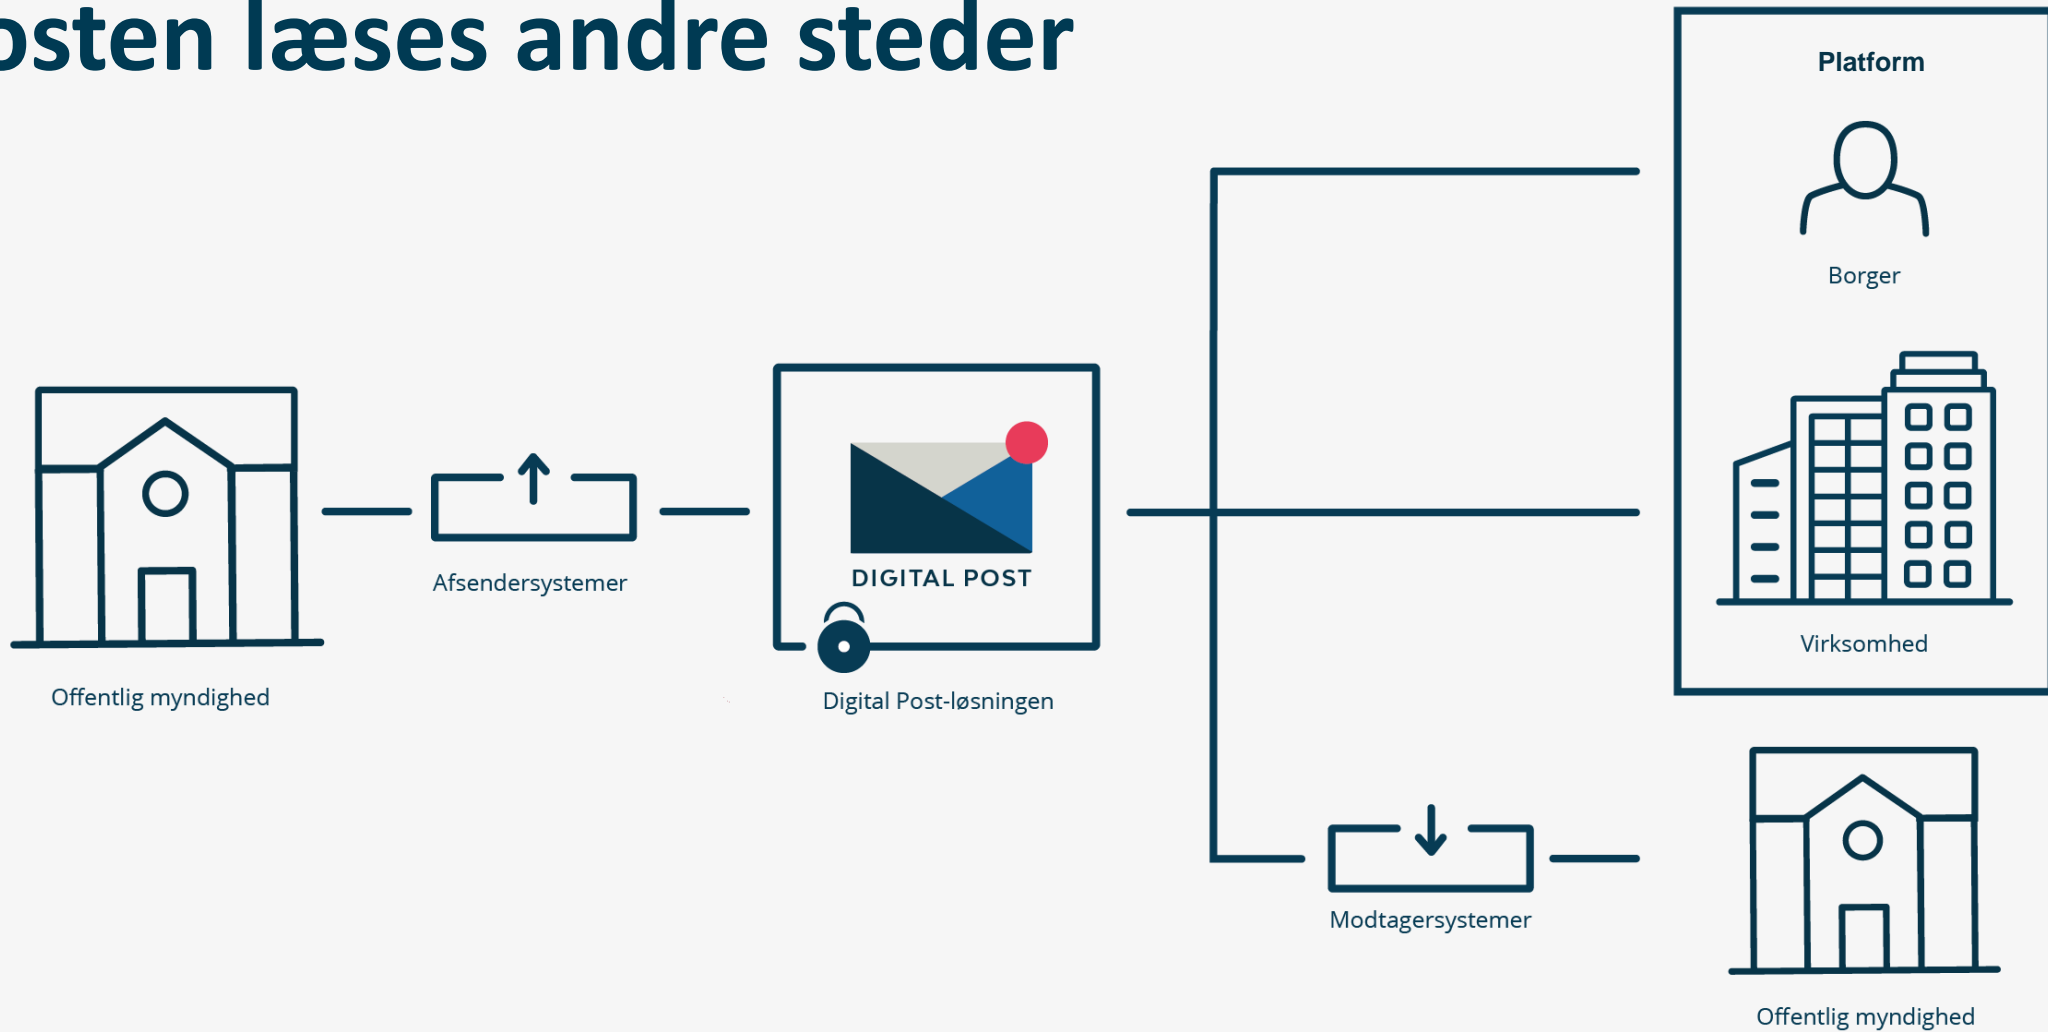 osten læses andre steder
Platform
Borger
Virksomhed
DIGITAL POST
Afsendersystemer
Offentlig myndighed
Digital Post-løsningen
Modtagersystemer
Offentlig myndighed